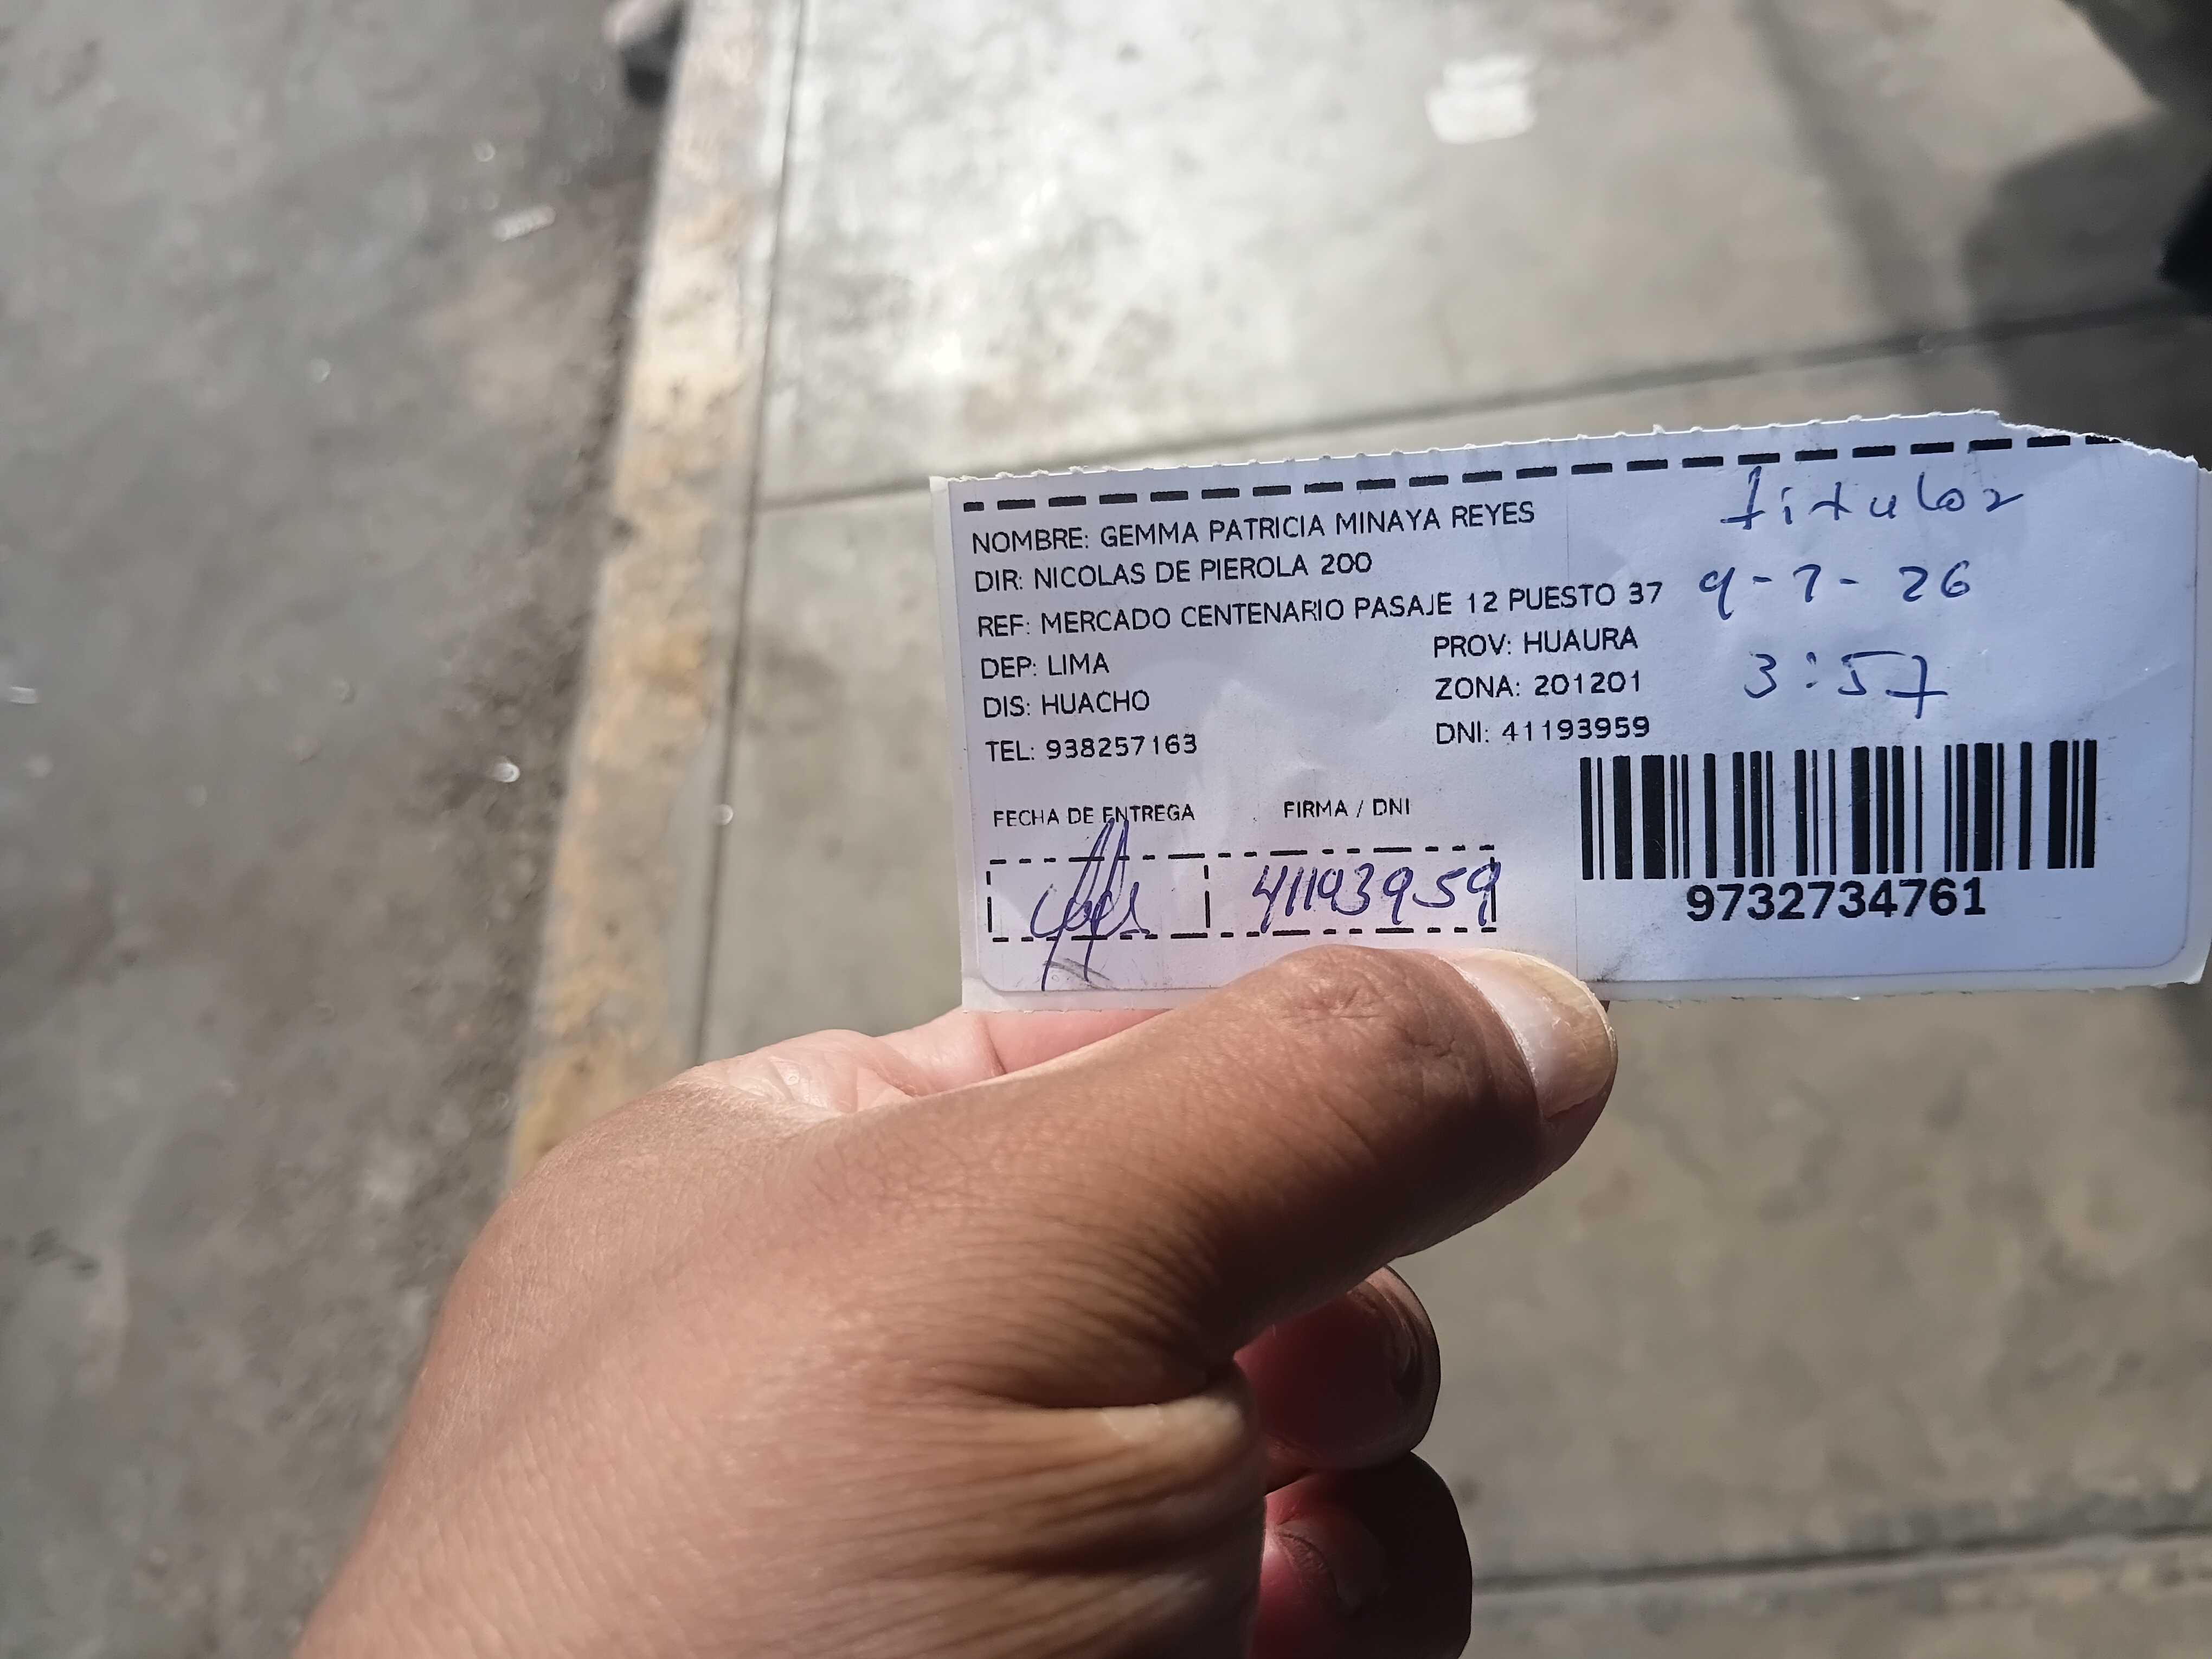 NOMBRE: GEMMA PATRICIA MINAYA REYES
titular
DIR: NICOLAS DE PIEROLA 200
REF: MERCADO CENTENARIO PASAJE 12 PUESTO 37
9-7-26
DEP: LIMA
PROV: HUAURA
3:57
DIS: HUACHO
ZONA: 201201
TEL: 938257163
DNI: 41193959
FECHA DE ENTREGA
FIRMA / DNI
41193959
9732734761